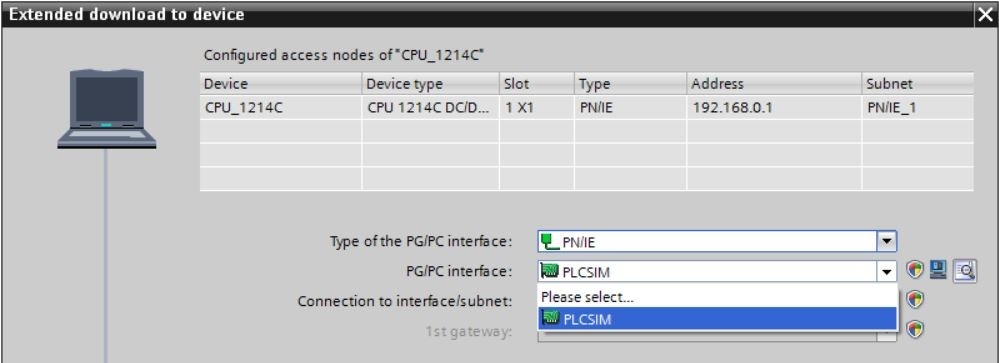 Extended download to device
Configured access nodes of "CPU_1214C"
Device Device type Slot Type Address Subnet
CPU_1214C CPU 1214C DC/D... 1 X1 PN/IE 192.168.0.1 PN/IE_1
Type of the PG/PC interface: PN/IE
PG/PC interface: PLCSIM
Please select...
Connection to interface/subnet:
PLCSIM
1st gateway: